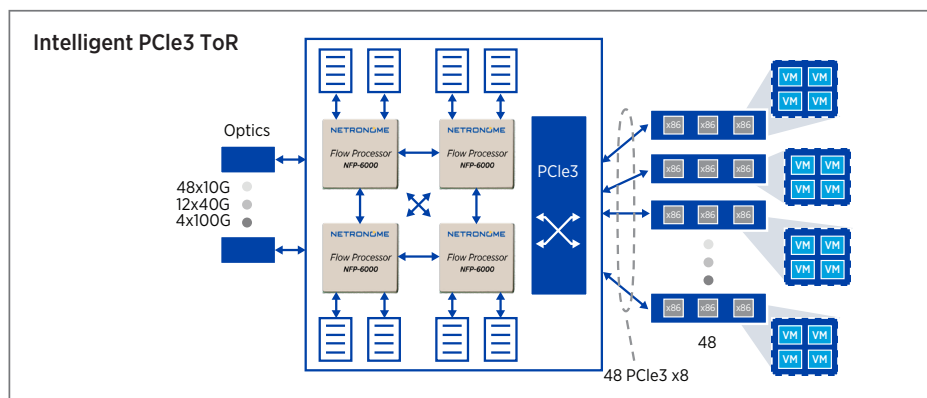 Intelligent PCIe3 ToR
Optics
48x10G
12x40G
4x100G
NETRONOME
Flow Processor
NFP-6000
NETRONOME
Flow Processor
NFP-6000
NETRONOME
Flow Processor
NFP-6000
NETRONOME
Flow Processor
NFP-6000
PCIe3
x86 x86 x86
x86 x86 x86
x86 x86 x86
x86 x86 x86
48
48 PCIe3 x8
VM VM
VM VM
VM VM
VM VM
VM VM
VM VM
VM VM
VM VM